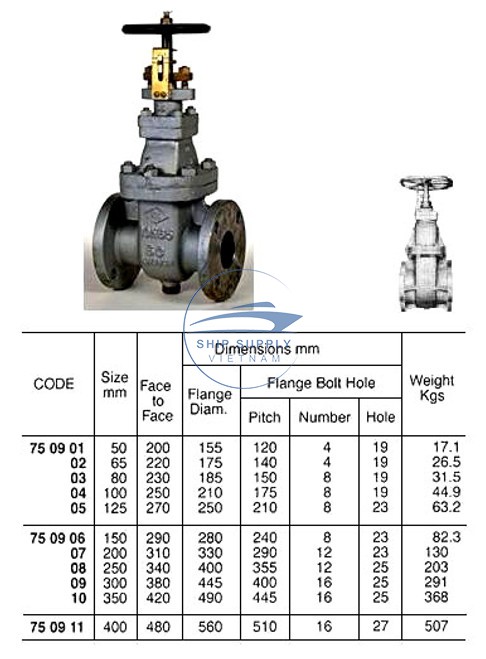 10K65
80
SHIP SUPPLY
VIETNAM
Dimensions mm
CODE Size mm Face to Face Flange Diam. Flange Bolt Hole Weight Kgs
Pitch Number Hole
75 09 01 50 200 155 120 4 19 17.1
02 65 220 175 140 4 19 26.5
03 80 230 185 150 8 19 31.5
04 100 250 210 175 8 19 44.9
05 125 270 250 210 8 23 63.2
75 09 06 150 290 280 240 8 23 82.3
07 200 310 330 290 12 23 130
08 250 340 400 355 12 25 203
09 300 380 445 400 16 25 291
10 350 420 490 445 16 25 368
75 09 11 400 480 560 510 16 27 507